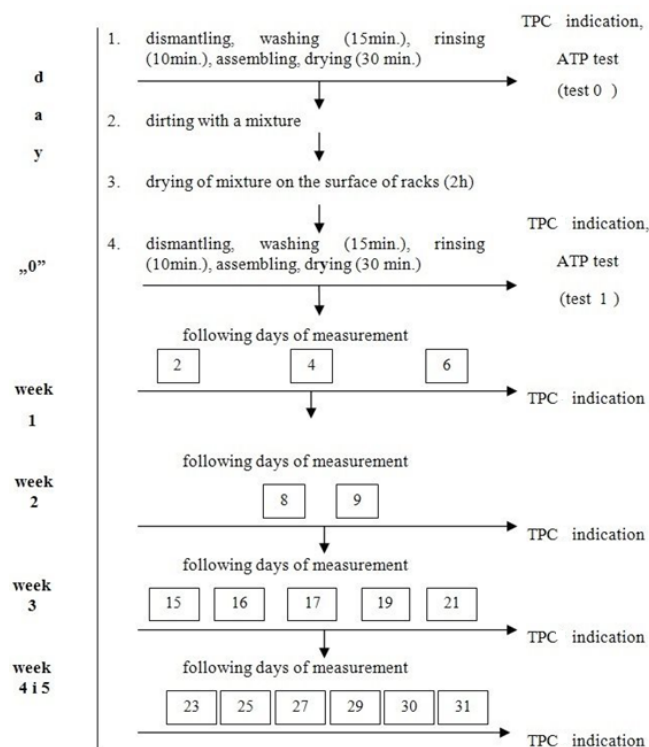 1. dismantling, washing (15min.), rinsing
(10min.), assembling, drying (30 min.)
TPC indication,
ATP test
(test 0 )
d
a
y
„0”
2. dirting with a mixture
3. drying of mixture on the surface of racks (2h)
4. dismantling, washing (15min.), rinsing
(10min.), assembling, drying (30 min.)
TPC indication,
ATP test
(test 1 )
following days of measurement
2 4 6
week
1
TPC indication
following days of measurement
week
2
8 9
TPC indication
following days of measurement
week
3
15 16 17 19 21
TPC indication
week
4 i 5
following days of measurement
23 25 27 29 30 31
TPC indication